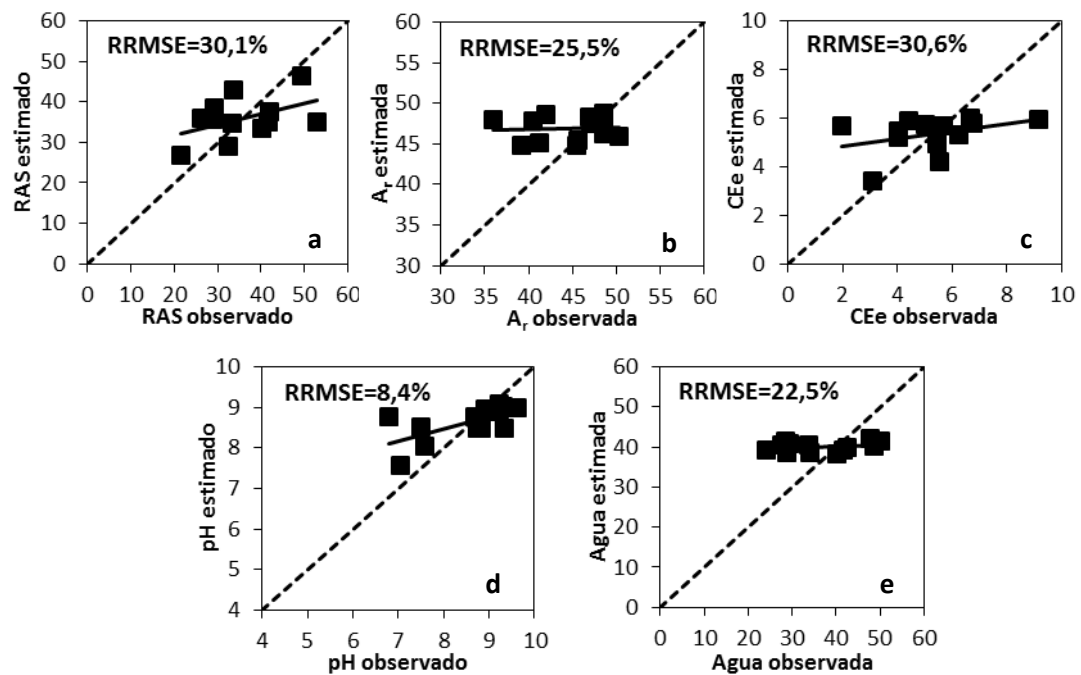 RRMSE=30,1%
RAS estimado
60
50
40
30
20
10
0
0 10 20 30 40 50 60
RAS observado
a
RRMSE=25,5%
Ar estimada
60
55
50
45
40
35
30
30 35 40 45 50 55 60
Ar observada
b
RRMSE=30,6%
CEe estimada
10
8
6
4
2
0
0 2 4 6 8 10
CEe observada
c
RRMSE=8,4%
pH estimado
10
9
8
7
6
5
4
4 5 6 7 8 9 10
pH observado
d
RRMSE=22,5%
Agua estimada
60
50
40
30
20
10
0
0 10 20 30 40 50 60
Agua observada
e